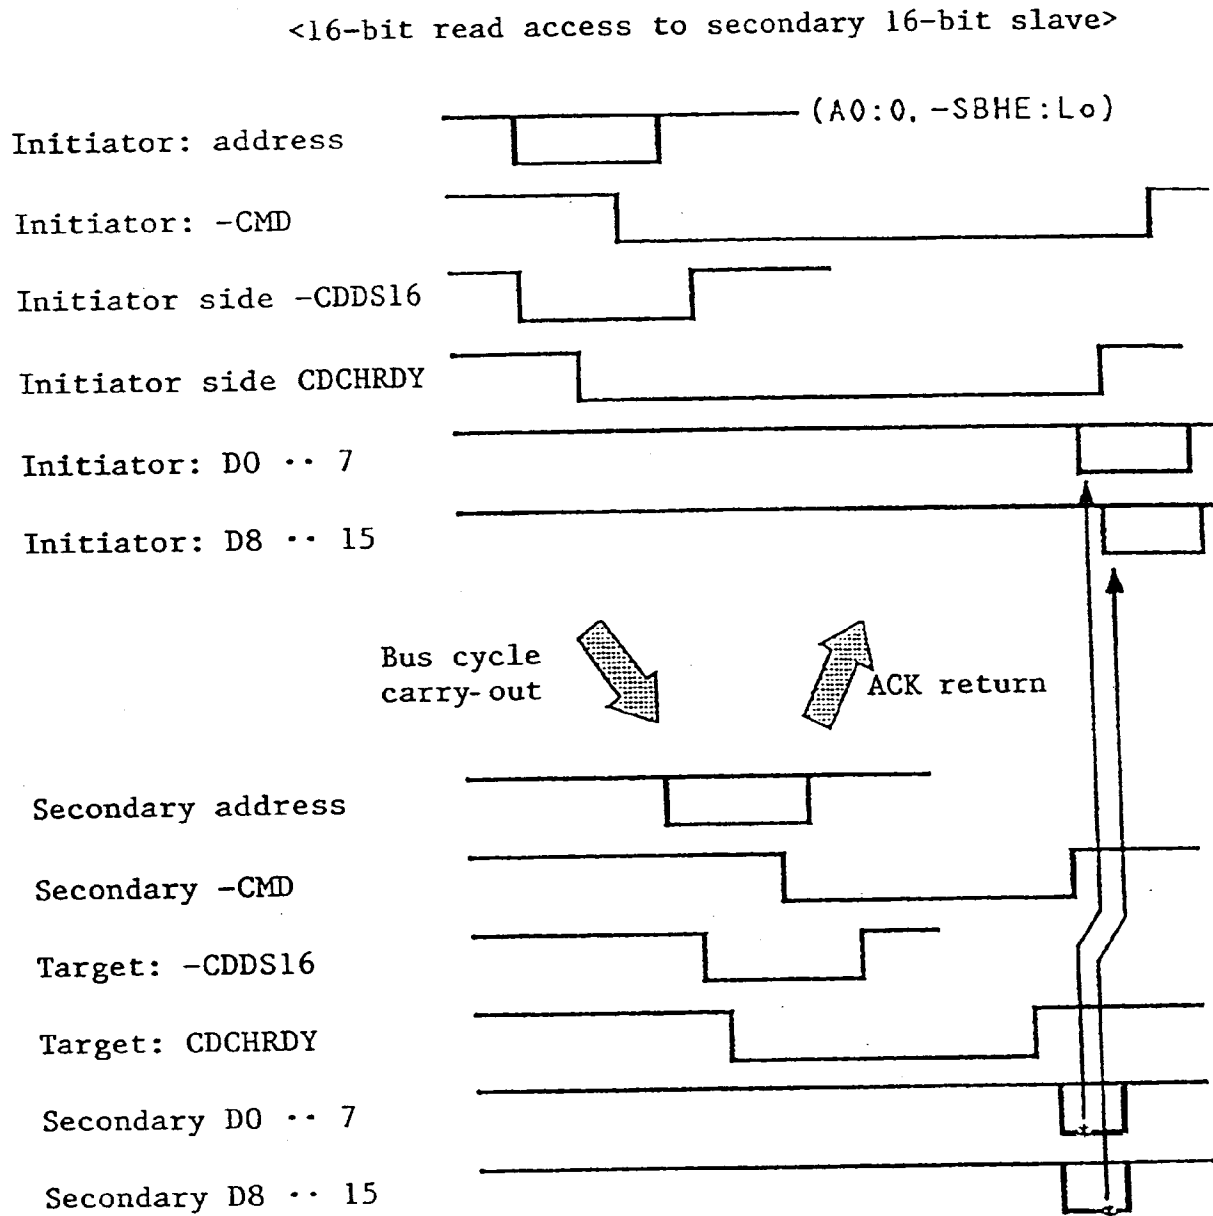 <16-bit read access to secondary 16-bit slave>
(A0:0. -SBHE:Lo)
Initiator: address
Initiator: -CMD
Initiator side -CDDS16
Initiator side CDCHRDY
Initiator: D0 ·· 7
Initiator: D8 ·· 15
Bus cycle
carry-out
ACK return
Secondary address
Secondary -CMD
Target: -CDDS16
Target: CDCHRDY
Secondary D0 ·· 7
Secondary D8 ·· 15